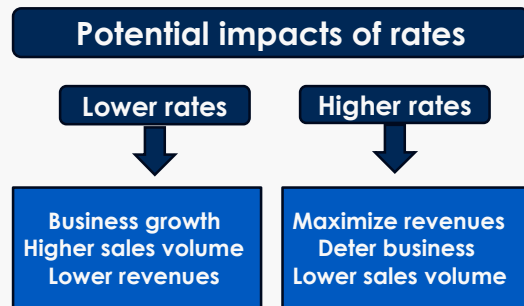 Potential impacts of rates
Lower rates
Higher rates
Business growth
Higher sales volume
Lower revenues
Maximize revenues
Deter business
Lower sales volume